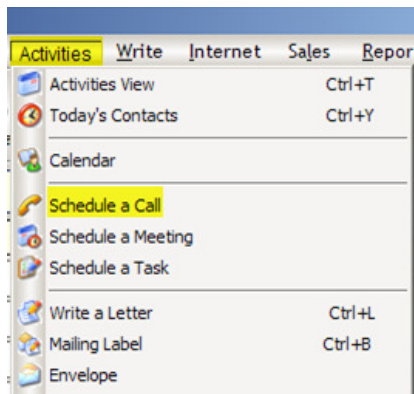 Activities Write Internet Sales Repor
Activities View Ctrl+T
Today's Contacts Ctrl+Y
Calendar
Schedule a Call
Schedule a Meeting
Schedule a Task
Write a Letter Ctrl+L
Mailing Label Ctrl+B
Envelope